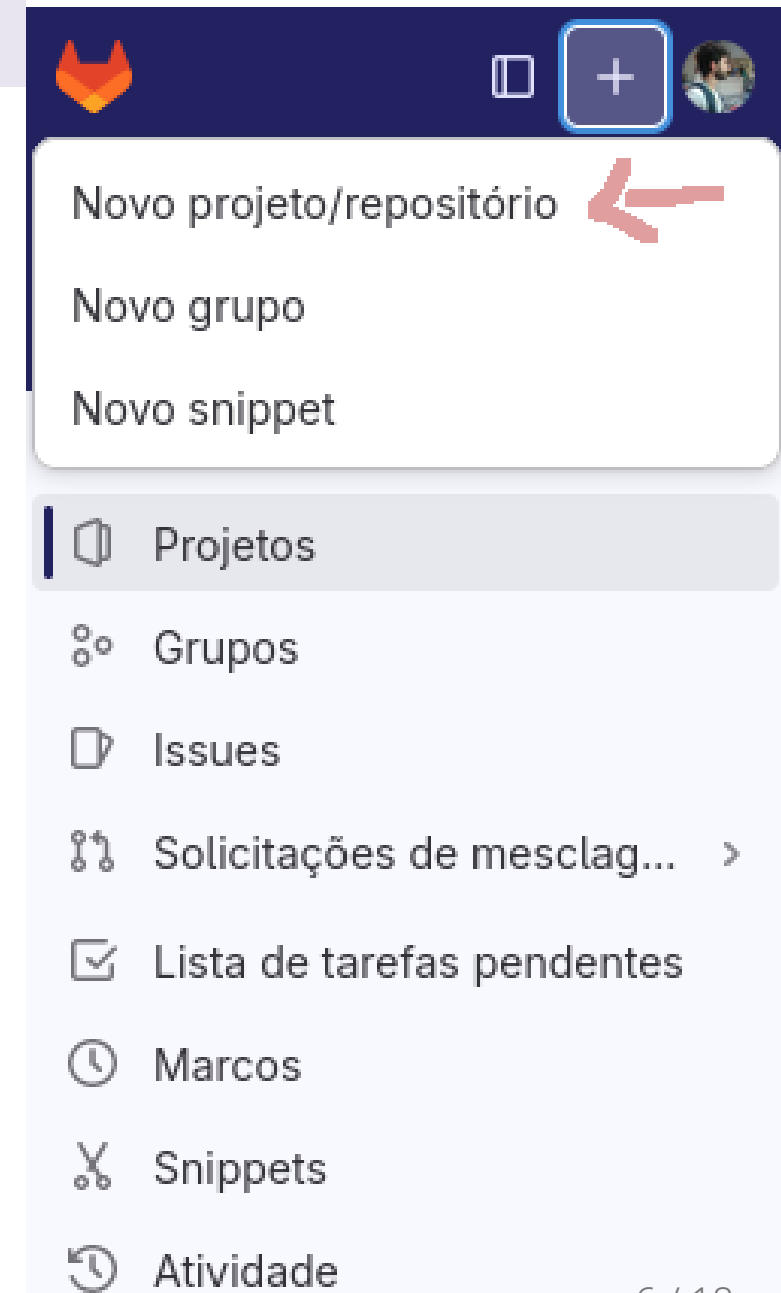 Novo projeto/repositório
Novo grupo
Novo snippet
Projetos
Grupos
Issues
Solicitações de mesclag...
Lista de tarefas pendentes
Marcos
Snippets
Atividade